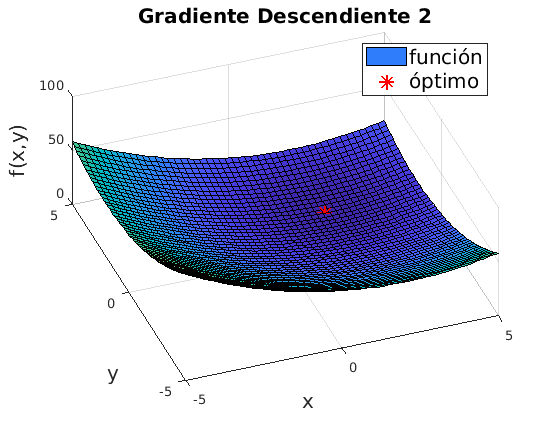 Gradiente Descendiente 2
función
óptimo
100
50
0
f(x,y)
5
0
-5
y
-5
0
5
x